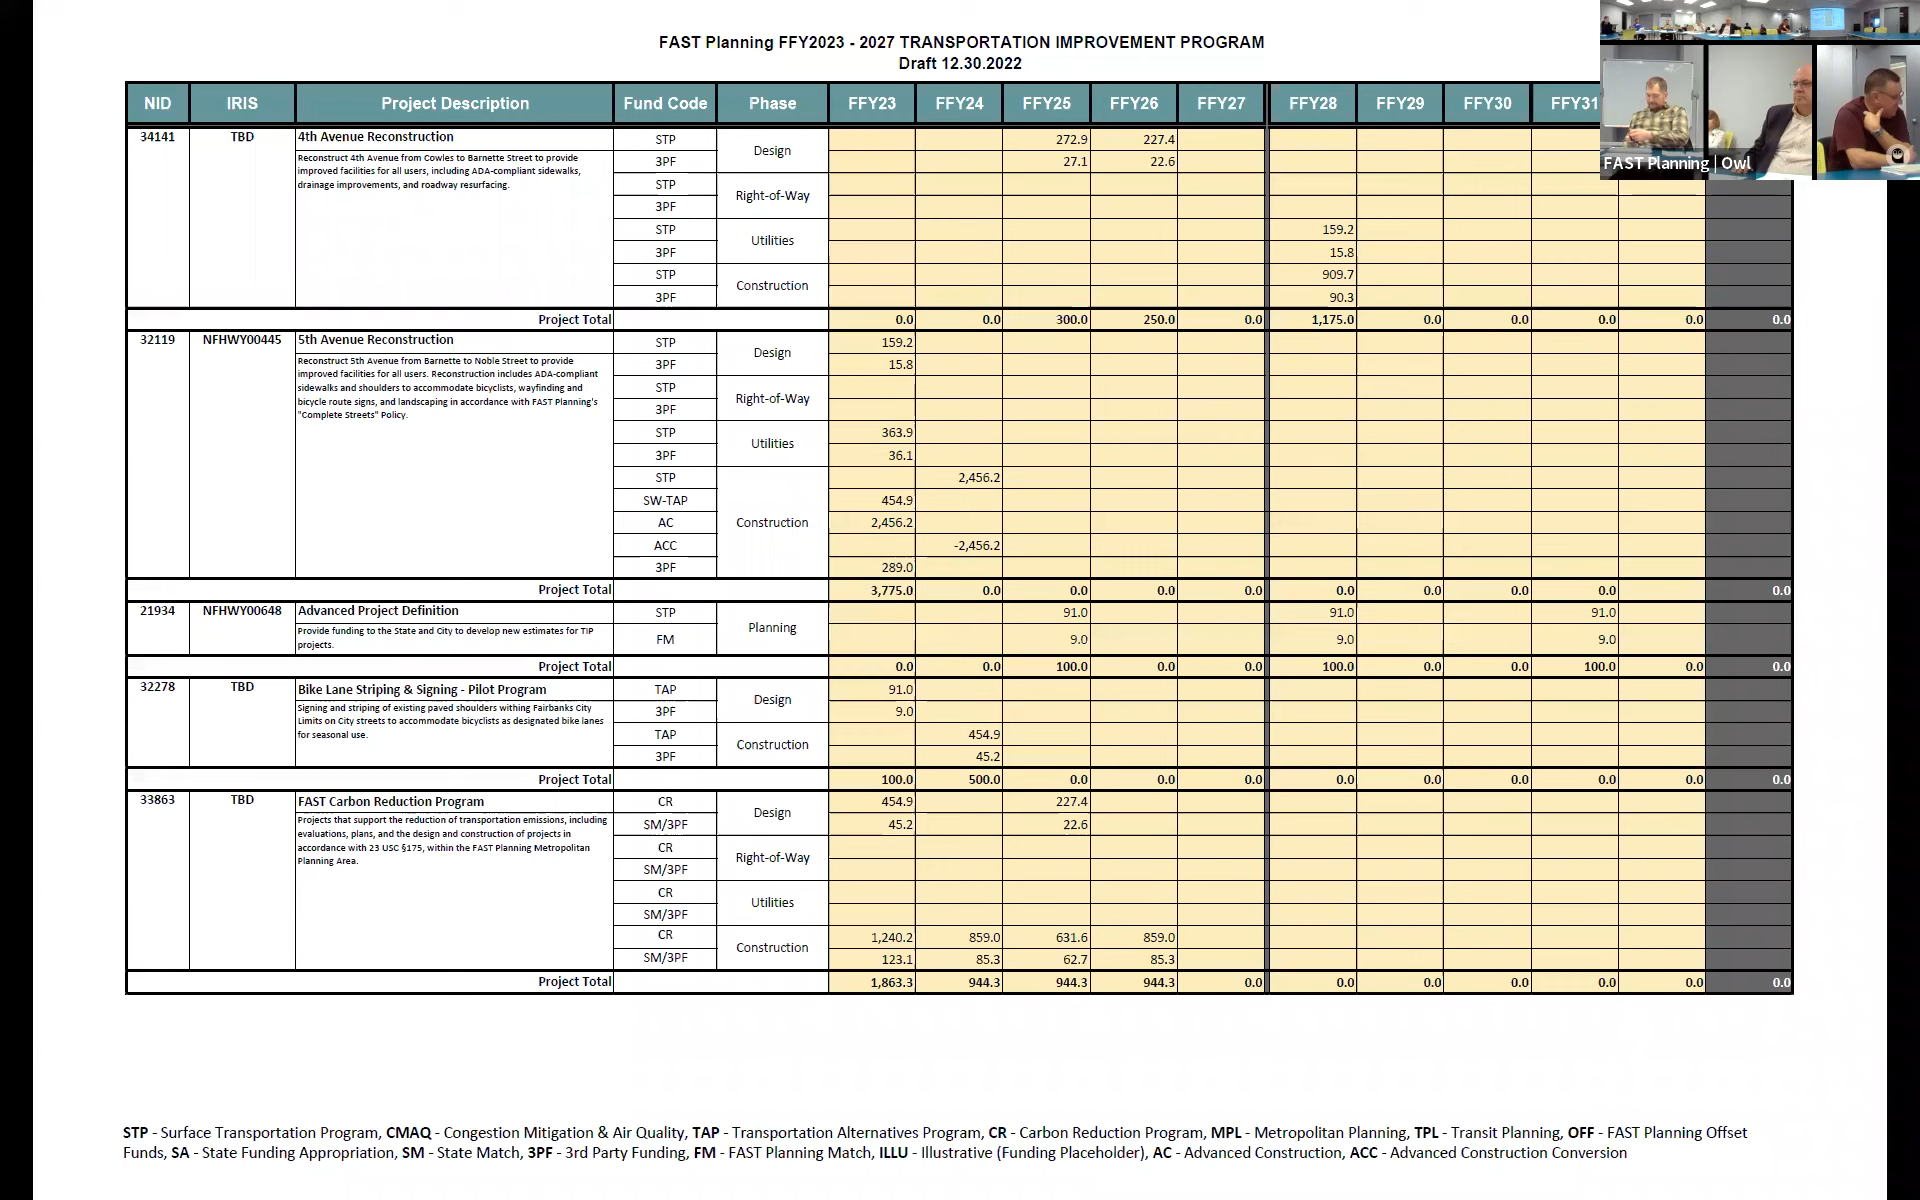 FAST Planning FFY2023 - 2027 TRANSPORTATION IMPROVEMENT PROGRAM
Draft 12.30.2022
NID IRIS Project Description Fund Code Phase FFY23 FFY24 FFY25 FFY26 FFY27 FFY28 FFY29 FFY30 FFY31
FAST Planning | Owl
34141 TBD 4th Avenue Reconstruction STP Design 272.9 227.4
Reconstruct 4th Avenue from Cowles to Barnette Street to provide
improved facilities for all users, including ADA-compliant sidewalks,
drainage improvements, and roadway resurfacing.
3PF 27.1 22.6
STP Right-of-Way
3PF
STP Utilities 159.2
3PF 15.8
STP Construction 909.7
3PF 90.3
Project Total 0.0 0.0 300.0 250.0 0.0 1,175.0 0.0 0.0 0.0 0.0 0.0
32119 NFHWY00445 5th Avenue Reconstruction STP Design 159.2
Reconstruct 5th Avenue from Barnette to Noble Street to provide
improved facilities for all users. Reconstruction includes ADA-compliant
sidewalks and shoulders to accommodate bicyclists, wayfinding and
bicycle route signs, and landscaping in accordance with FAST Planning's
"Complete Streets" Policy.
3PF 15.8
STP Right-of-Way
3PF
STP Utilities 363.9
3PF 36.1
STP Construction 2,456.2
SW-TAP 454.9
AC 2,456.2
ACC -2,456.2
3PF 289.0
Project Total 3,775.0 0.0 0.0 0.0 0.0 0.0 0.0 0.0 0.0 0.0
21934 NFHWY00648 Advanced Project Definition STP Planning 91.0 91.0 91.0
Provide funding to the State and City to develop new estimates for TIP
projects.
FM 9.0 9.0 9.0
Project Total 0.0 0.0 100.0 0.0 0.0 100.0 0.0 0.0 100.0 0.0 0.0
32278 TBD Bike Lane Striping & Signing - Pilot Program TAP Design 91.0
Signing and striping of existing paved shoulders withing Fairbanks City
Limits on City streets to accommodate bicyclists as designated bike lanes
for seasonal use.
3PF 9.0
TAP Construction 454.9
3PF 45.2
Project Total 100.0 500.0 0.0 0.0 0.0 0.0 0.0 0.0 0.0 0.0 0.0
33863 TBD FAST Carbon Reduction Program CR Design 454.9 227.4
Projects that support the reduction of transportation emissions, including
evaluations, plans, and the design and construction of projects in
accordance with 23 USC §175, within the FAST Planning Metropolitan
Planning Area.
SM/3PF 45.2 22.6
CR Right-of-Way
SM/3PF
CR Utilities
SM/3PF
CR Construction 1,240.2 859.0 631.6 859.0
SM/3PF 123.1 85.3 62.7 85.3
Project Total 1,863.3 944.3 944.3 944.3 0.0 0.0 0.0 0.0 0.0 0.0 0.0
STP - Surface Transportation Program, CMAQ - Congestion Mitigation & Air Quality, TAP - Transportation Alternatives Program, CR - Carbon Reduction Program, MPL - Metropolitan Planning, TPL - Transit Planning, OFF - FAST Planning Offset
Funds, SA - State Funding Appropriation, SM - State Match, 3PF - 3rd Party Funding, FM - FAST Planning Match, ILLU - Illustrative (Funding Placeholder), AC - Advanced Construction, ACC - Advanced Construction Conversion